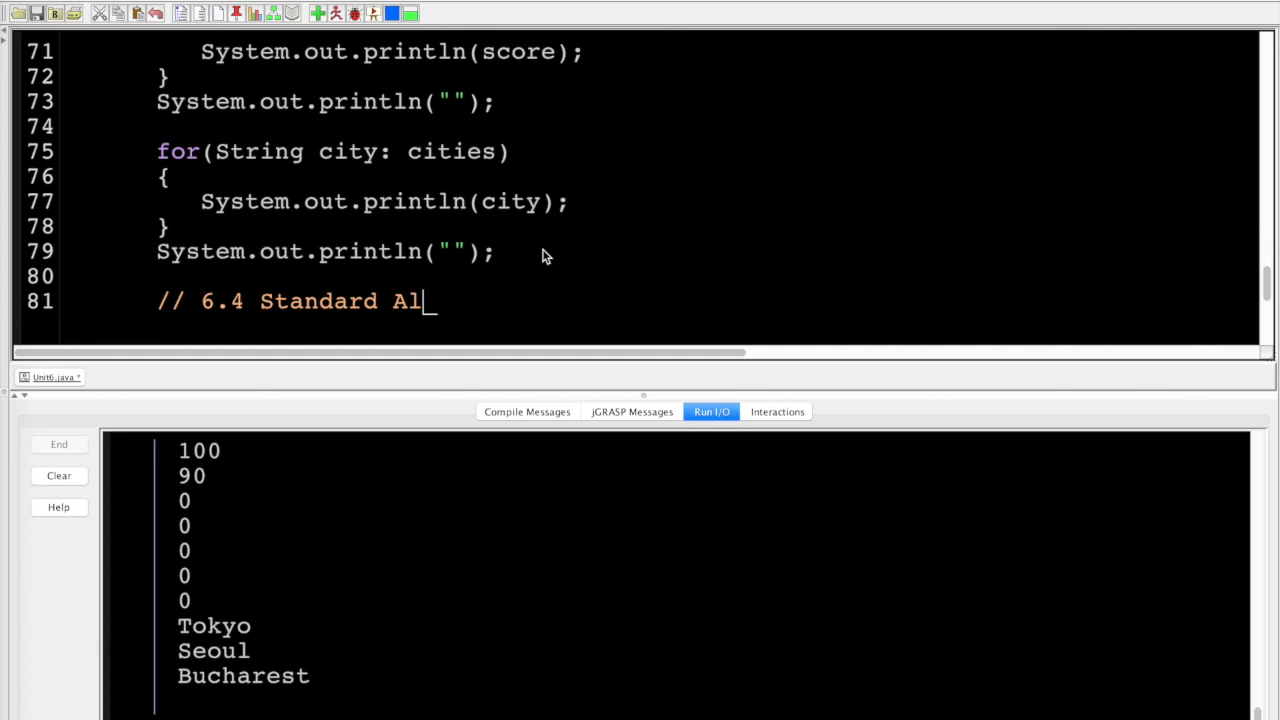 71 System.out.println(score);
72 }
73 System.out.println("");
74
75 for(String city: cities)
76 {
77 System.out.println(city);
78 }
79 System.out.println("");
80
81 // 6.4 Standard Al
Unit6.java *
Compile Messages jGRASP Messages Run I/O Interactions
End
Clear
Help
100
90
0
0
0
0
0
Tokyo
Seoul
Bucharest